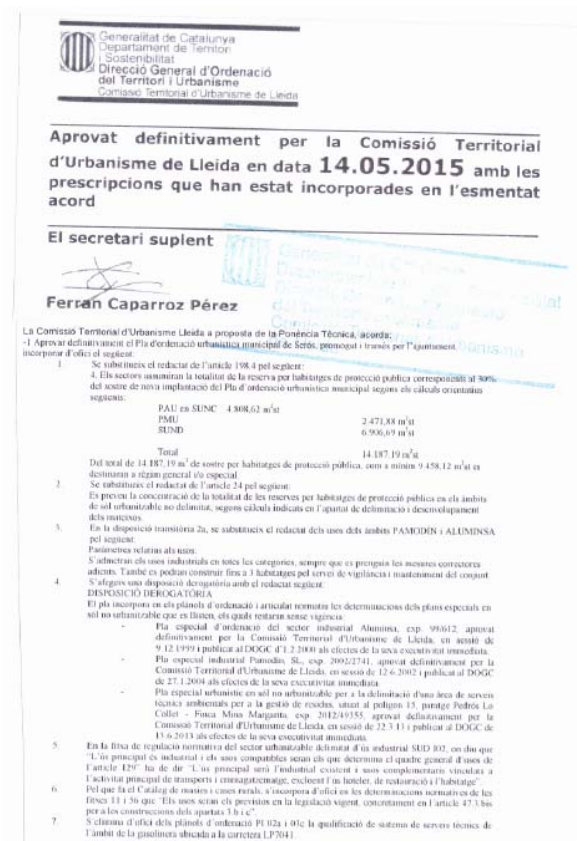 Generalitat de Catalunya
Departament de Territori
i Sostenibilitat
Direcció General d'Ordenació
del Territori i Urbanisme
Comissió Territorial d'Urbanisme de Lleida
Aprovat definitivament per la Comissió Territorial
d'Urbanisme de Lleida en data 14.05.2015 amb les
prescripcions que han estat incorporades en l'esmentat
acord
El secretari suplent
Ferran Caparroz Pérez
La Comissió Territorial d'Urbanisme Lleida a proposta de la Ponència Tècnica, acorda:
-1 Aprovar definitivament el Pla d'ordenació urbanística municipal de Seròs, promogut i tramès per l'ajuntament,
incorporar d'ofici el següent:
1. Se substitueix el redactat de l'article 198.4 pel següent:
4. Els sectors assumiran la totalitat de la reserva per habitatges de protecció pública corresponents al 30%
del sostre de nova implantació del Pla d'ordenació urbanística municipal segons els càlculs orientatius
següents:
PAU en SUNC 4.808,62 m²st
PMU 2.471,88 m²st
SUND 6.906,69 m²st
Total 14.187,19 m²st
Del total de 14.187,19 m² de sostre per habitatges de protecció pública, com a mínim 9.458,12 m²st es
destinaran a règim general i/o especial.
2. Se substitueix el redactat de l'article 24 pel següent:
Es preveu la concentració de la totalitat de les reserves per habitatges de protecció pública en els àmbits
de sòl urbanitzable no delimitat, segons càlculs indicats en l'apartat de delimitació i desenvolupament
dels mateixos.
3. En la disposició transitòria 2a, se substitueix el redactat dels usos dels àmbits PAMODIN i ALUMINSA
pel següent:
Paràmetres relatius als usos:
S'admetran els usos industrials en totes les categories, sempre que es prenguin les mesures correctores
adients. També es podran construir fins a 3 habitatges pel servei de vigilància i manteniment del conjunt.
4. S'afegeix una disposició derogatòria amb el redactat següent:
DISPOSICIÓ DEROGATÒRIA
El pla incorpora en els plànols d'ordenació i articulat normatiu les determinacions dels plans especials en
sòl no urbanitzable que es llisten, els quals restaran sense vigència:
- Pla especial d'ordenació del sector industrial Aluminsa, exp. 99/612, aprovat
definitivament per la Comissió Territorial d'Urbanisme de Lleida, en sessió de
9.12.1999 i publicat al DOGC d'1.2.2000 als efectes de la seva executivitat immediata.
- Pla especial industrial Pamodin, SL, exp. 2002/2741, aprovat definitivament per la
Comissió Territorial d'Urbanisme de Lleida, en sessió de 12.6.2002 i publicat al DOGC
de 27.1.2004 als efectes de la seva executivitat immediata.
- Pla especial urbanístic en sòl no urbanitzable per a la delimitació d'una àrea de serveis
tècnics ambientals per a la gestió de residus, situat al polígon 15, paratge Pedrós Lo
Collet - Finca Mina Margarita, exp. 2012/49355, aprovat definitivament per la
Comissió Territorial d'Urbanisme de Lleida, en sessió de 22.3.13 i publicat al DOGC de
13.6.2013 als efectes de la seva executivitat immediata.
5. En la fitxa de regulació normativa del sector urbanitzable delimitat d'ús industrial SUD I02, on diu que
"L'ús principal és industrial i els usos compatibles seran els que determina el quadre general d'usos de
l'article 129" ha de dir "L'ús principal serà l'industrial existent i usos complementaris vinculats a
l'activitat principal de transports i emmagatzematge, excloent l'ús hoteler, de restauració i l'habitatge".
6. Pel que fa el Catàleg de masies i cases rurals, s'incorpora d'ofici en les determinacions normatives de les
fitxes 11 i 56 que "Els usos seran els previstos en la legislació vigent, concretament en l'article 47.3 bis
per a les construccions dels apartats 3.b i c".
7. S'elimina d'ofici dels plànols d'ordenació PI 02a i 01c la qualificació de sistema de serveis tècnics de
l'àmbit de la gasolinera ubicada a la carretera LP7041.